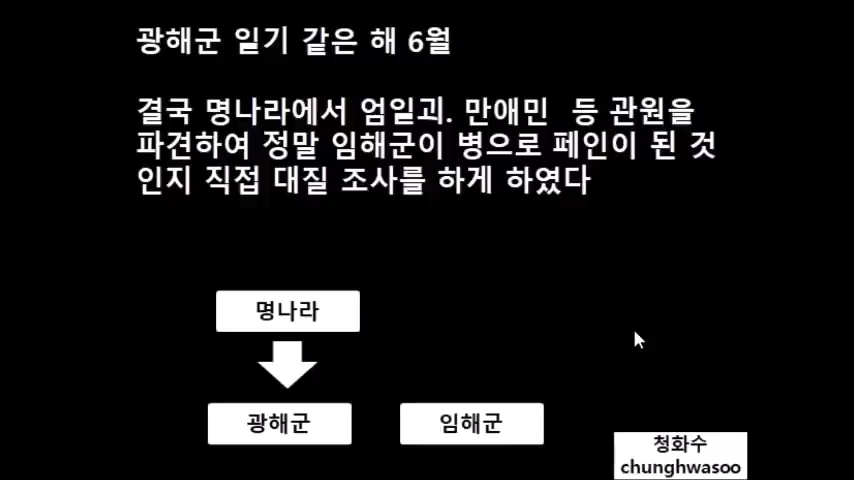 광해군 일기 같은 해 6월
결국 명나라에서 엄일괴. 만애민 등 관원을
파견하여 정말 임해군이 병으로 페인이 된 것
인지 직접 대질 조사를 하게 하였다
명나라
광해군 임해군
청화수
chunghwasoo